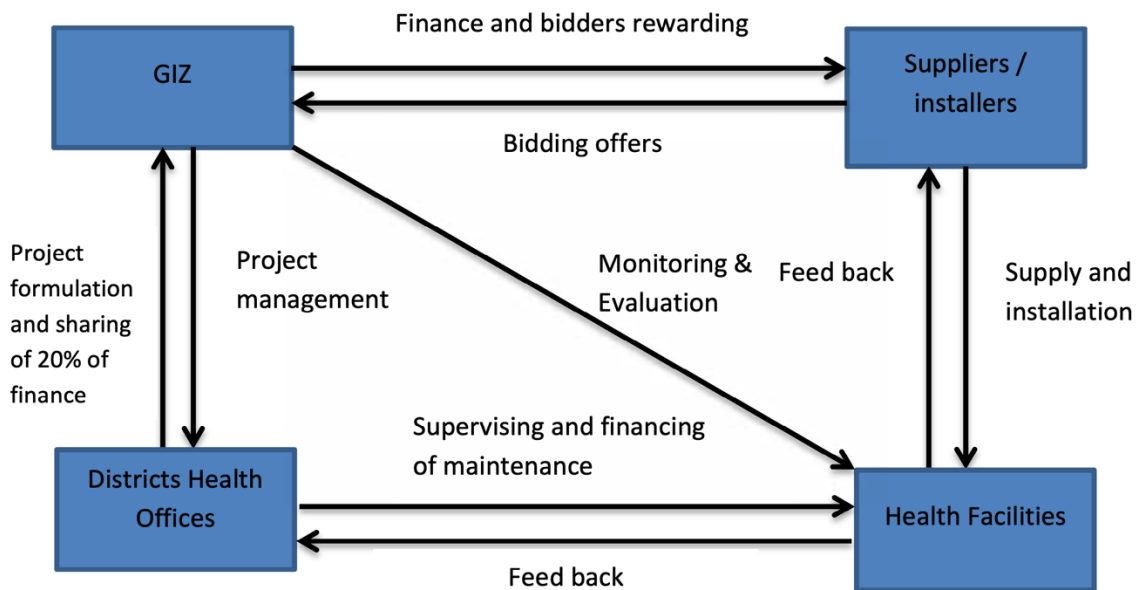 Finance and bidders rewarding
GIZ
Suppliers /
installers
Bidding offers
Project
formulation
and sharing
of 20% of
finance
Project
management
Monitoring &
Evaluation
Feed back
Supply and
installation
Supervising and financing
of maintenance
Districts Health
Offices
Health Facilities
Feed back